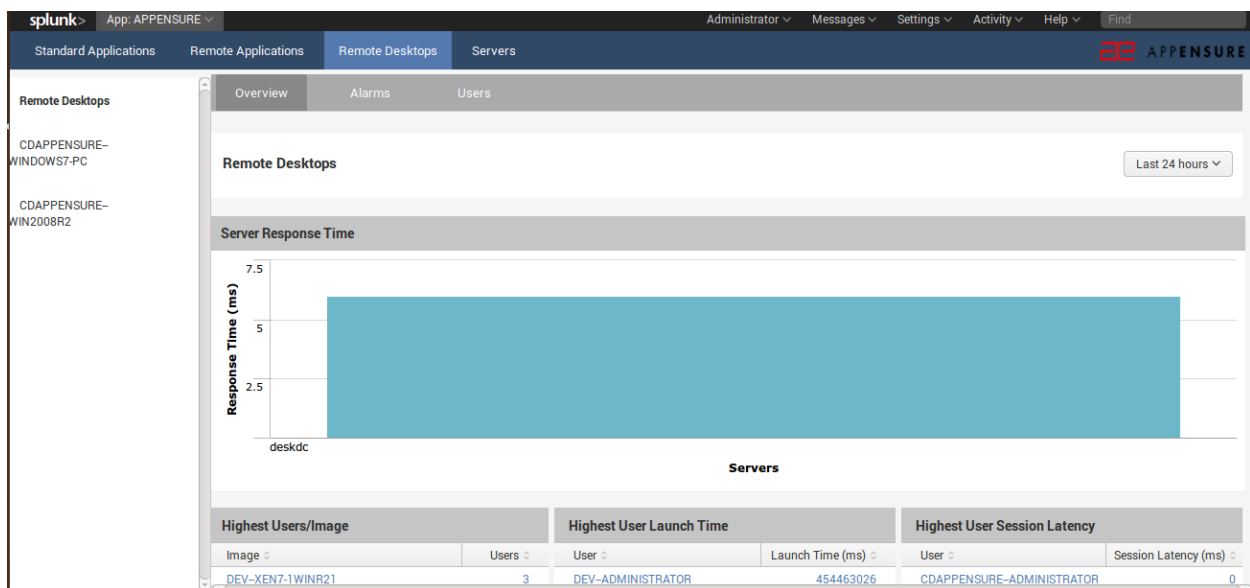 splunk> App: APPENSURE Administrator Messages Settings Activity Help Find
Standard Applications Remote Applications Remote Desktops Servers APPENSURE
Remote Desktops
CDAPPENSURE–
WINDOWS7-PC
CDAPPENSURE–
WIN2008R2
Overview Alarms Users
Remote Desktops Last 24 hours
Server Response Time
7.5
5
2.5
Response Time (ms)
deskdc
Servers
Highest Users/Image Highest User Launch Time Highest User Session Latency
Image Users User Launch Time (ms) User Session Latency (ms)
DEV–XEN7-1WINR21 3 DEV–ADMINISTRATOR 454463026 CDAPPENSURE–ADMINISTRATOR 0